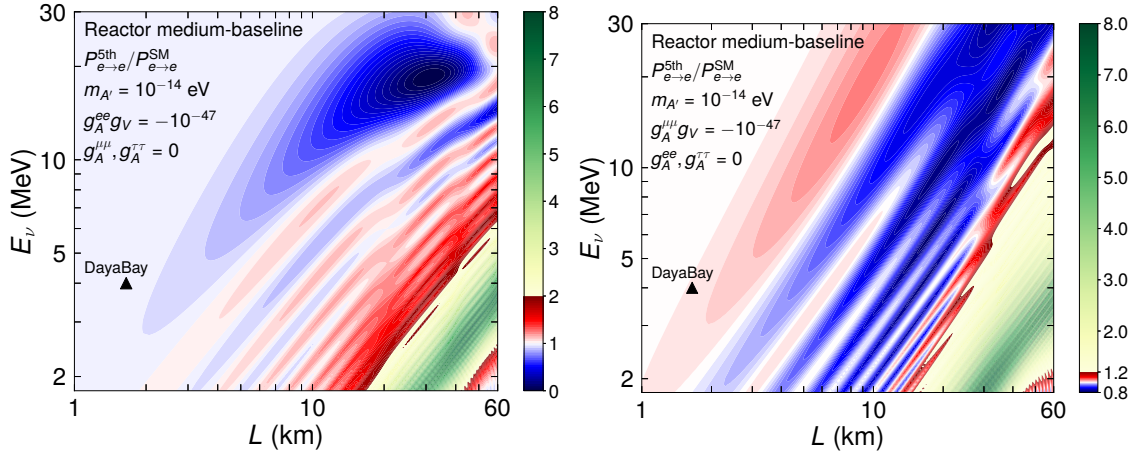 Reactor medium-baseline
P^{5th}_{e→e}/P^{SM}_{e→e}
m_{A′} = 10^{−14} eV
g_A^{ee} g_V = −10^{−47}
g_A^{μμ}, g_A^{ττ} = 0
DayaBay
30
10
5
2
E_ν (MeV)
1
10
60
L (km)
8
7
6
5
4
3
2
1
0
Reactor medium-baseline
P^{5th}_{e→e}/P^{SM}_{e→e}
m_{A′} = 10^{−14} eV
g_A^{μμ} g_V = −10^{−47}
g_A^{ee}, g_A^{ττ} = 0
DayaBay
30
10
5
2
E_ν (MeV)
1
10
60
L (km)
8.0
7.0
6.0
5.0
4.0
3.0
2.0
1.2
0.8